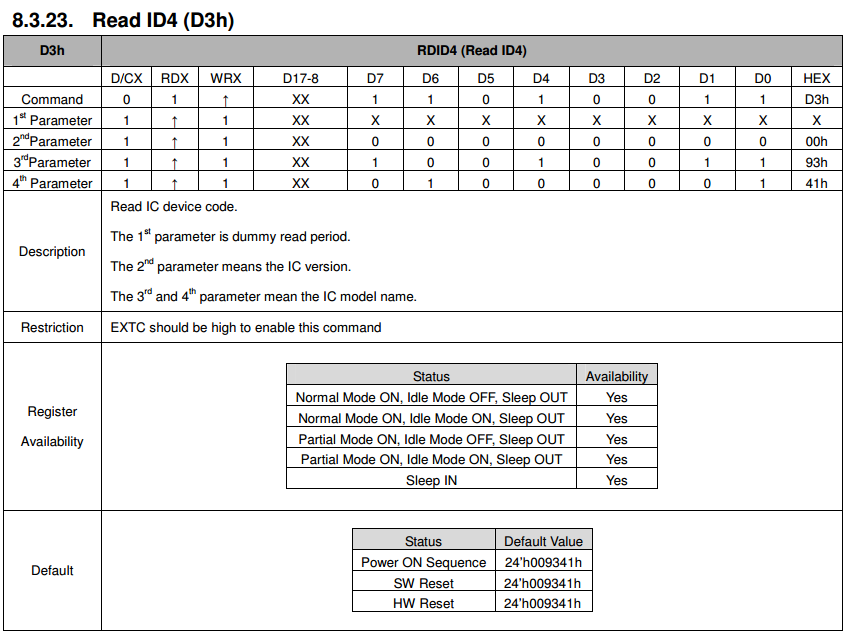 8.3.23. Read ID4 (D3h)
D3h RDID4 (Read ID4)
D/CX RDX WRX D17-8 D7 D6 D5 D4 D3 D2 D1 D0 HEX
Command 0 1 ↑ XX 1 1 0 1 0 0 1 1 D3h
1st Parameter 1 ↑ 1 XX X X X X X X X X X
2ndParameter 1 ↑ 1 XX 0 0 0 0 0 0 0 0 00h
3rdParameter 1 ↑ 1 XX 1 0 0 1 0 0 1 1 93h
4th Parameter 1 ↑ 1 XX 0 1 0 0 0 0 0 1 41h
Description
Read IC device code.
The 1st parameter is dummy read period.
The 2nd parameter means the IC version.
The 3rd and 4th parameter mean the IC model name.
Restriction EXTC should be high to enable this command
Register
Availability
Status Availability
Normal Mode ON, Idle Mode OFF, Sleep OUT Yes
Normal Mode ON, Idle Mode ON, Sleep OUT Yes
Partial Mode ON, Idle Mode OFF, Sleep OUT Yes
Partial Mode ON, Idle Mode ON, Sleep OUT Yes
Sleep IN Yes
Default
Status Default Value
Power ON Sequence 24'h009341h
SW Reset 24'h009341h
HW Reset 24'h009341h